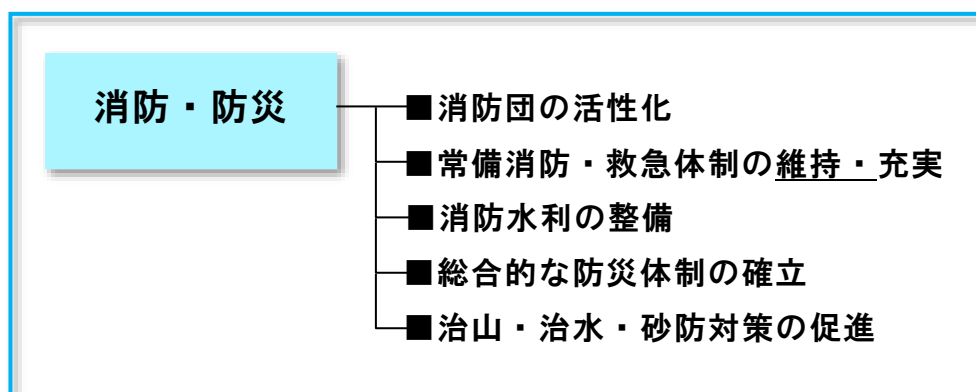 消防・防災
■消防団の活性化
■常備消防・救急体制の維持・充実
■消防水利の整備
■総合的な防災体制の確立
■治山・治水・砂防対策の促進